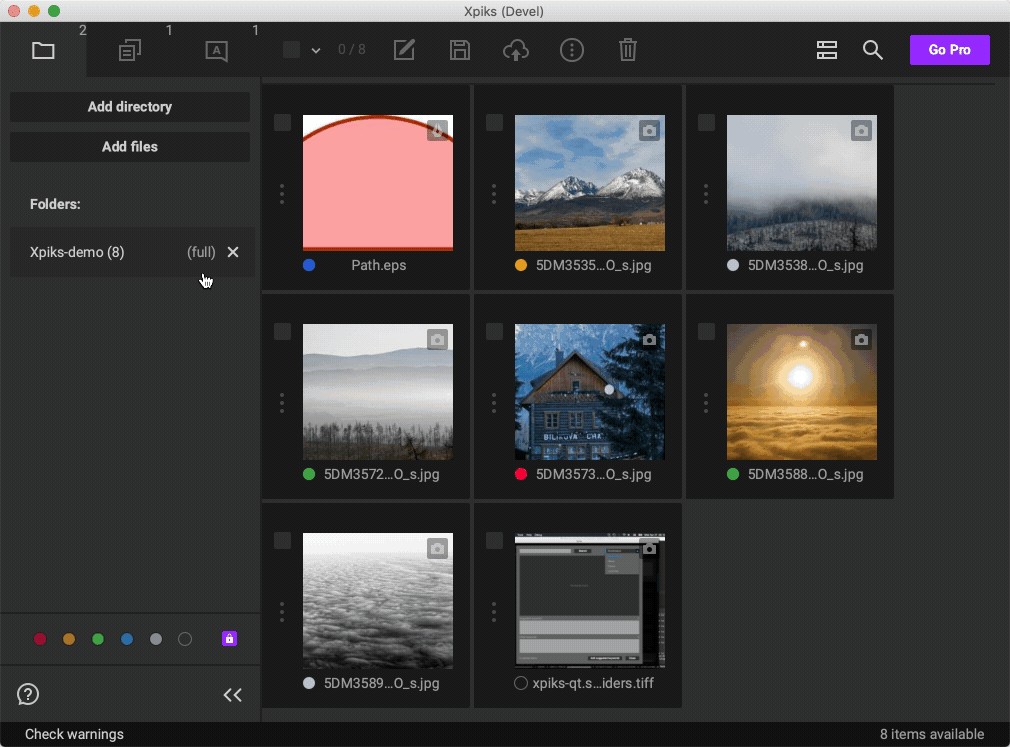 Xpiks (Devel)
2
1
1
A
0 / 8
Go Pro
Add directory
Add files
Folders:
Xpiks-demo (8)
(full)
Path.eps
5DM3535...O_s.jpg
5DM3538...O_s.jpg
BILIKOVA CHATA
5DM3572...O_s.jpg
5DM3573...O_s.jpg
5DM3588...O_s.jpg
5DM3589...O_s.jpg
xpiks-qt.s...iders.tiff
Check warnings
8 items available